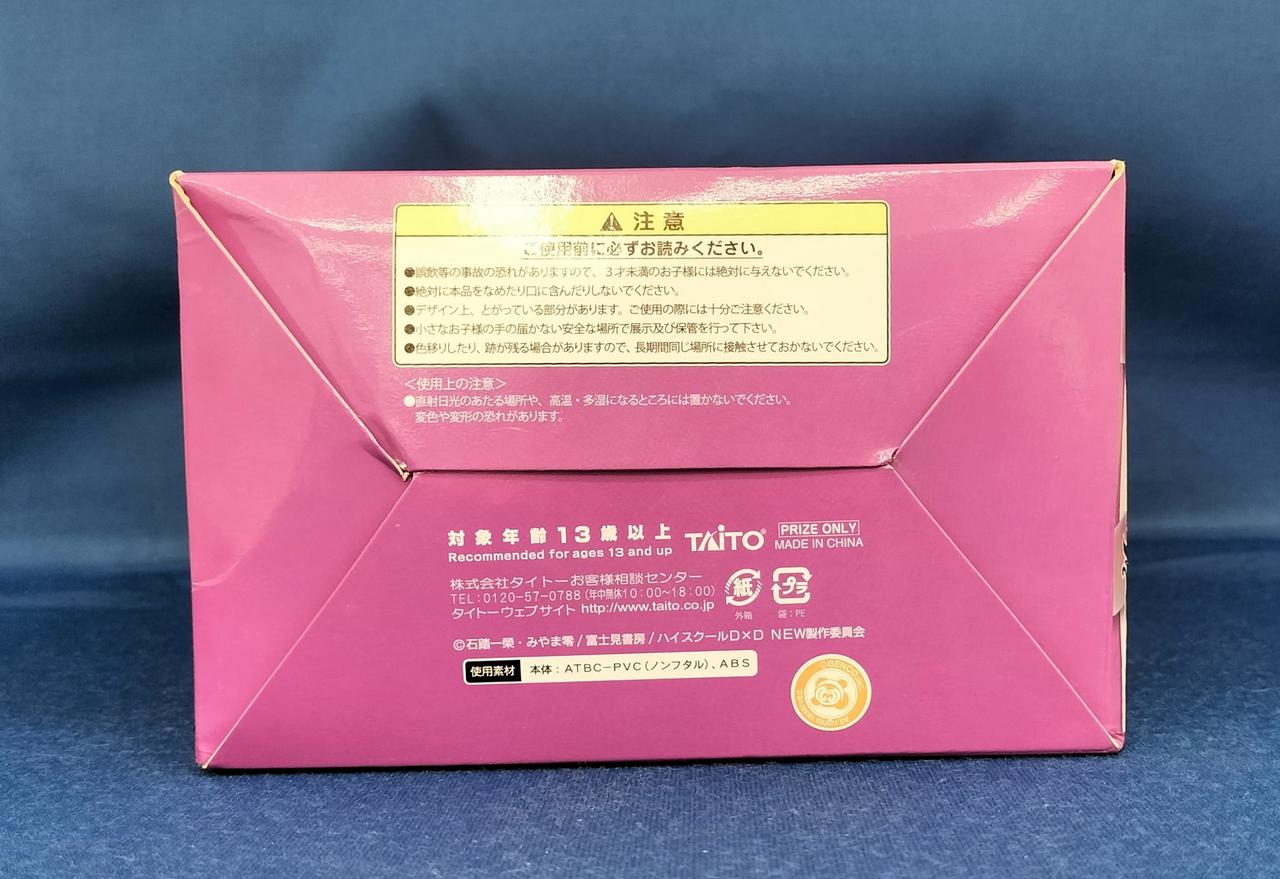 注意
ご使用前に必ずお読みください。
●誤飲等の事故の恐れがありますので、3才未満のお子様には絶対に与えないでください。
●絶対に本品をなめたり口に含んだりしないでください。
●デザイン上、とがっている部分があります。ご使用の際には十分ご注意ください。
●小さなお子様の手の届かない安全な場所で展示及び保管を行って下さい。
●色移りしたり、跡が残る場合がありますので、長期間同じ場所に接触させておかないでください。
＜使用上の注意＞
●直射日光のあたる場所や、高温・多湿になるところには置かないでください。
変色や変形の恐れがあります。
対象年齢13歳以上
Recommended for ages 13 and up
TAITO®
PRIZE ONLY
MADE IN CHINA
株式会社タイトーお客様相談センター
TEL:0120-57-0788(年中無休10:00~18:00)
タイトーウェブサイト http://www.taito.co.jp
紙
外箱
プラ
袋:PE
©石踏一榮・みやま零/富士見書房/ハイスクールD×D NEW製作委員会
使用素材 本体:ATBC-PVC(ノンフタル)、ABS
©GENCO Inc.
All rights reserved